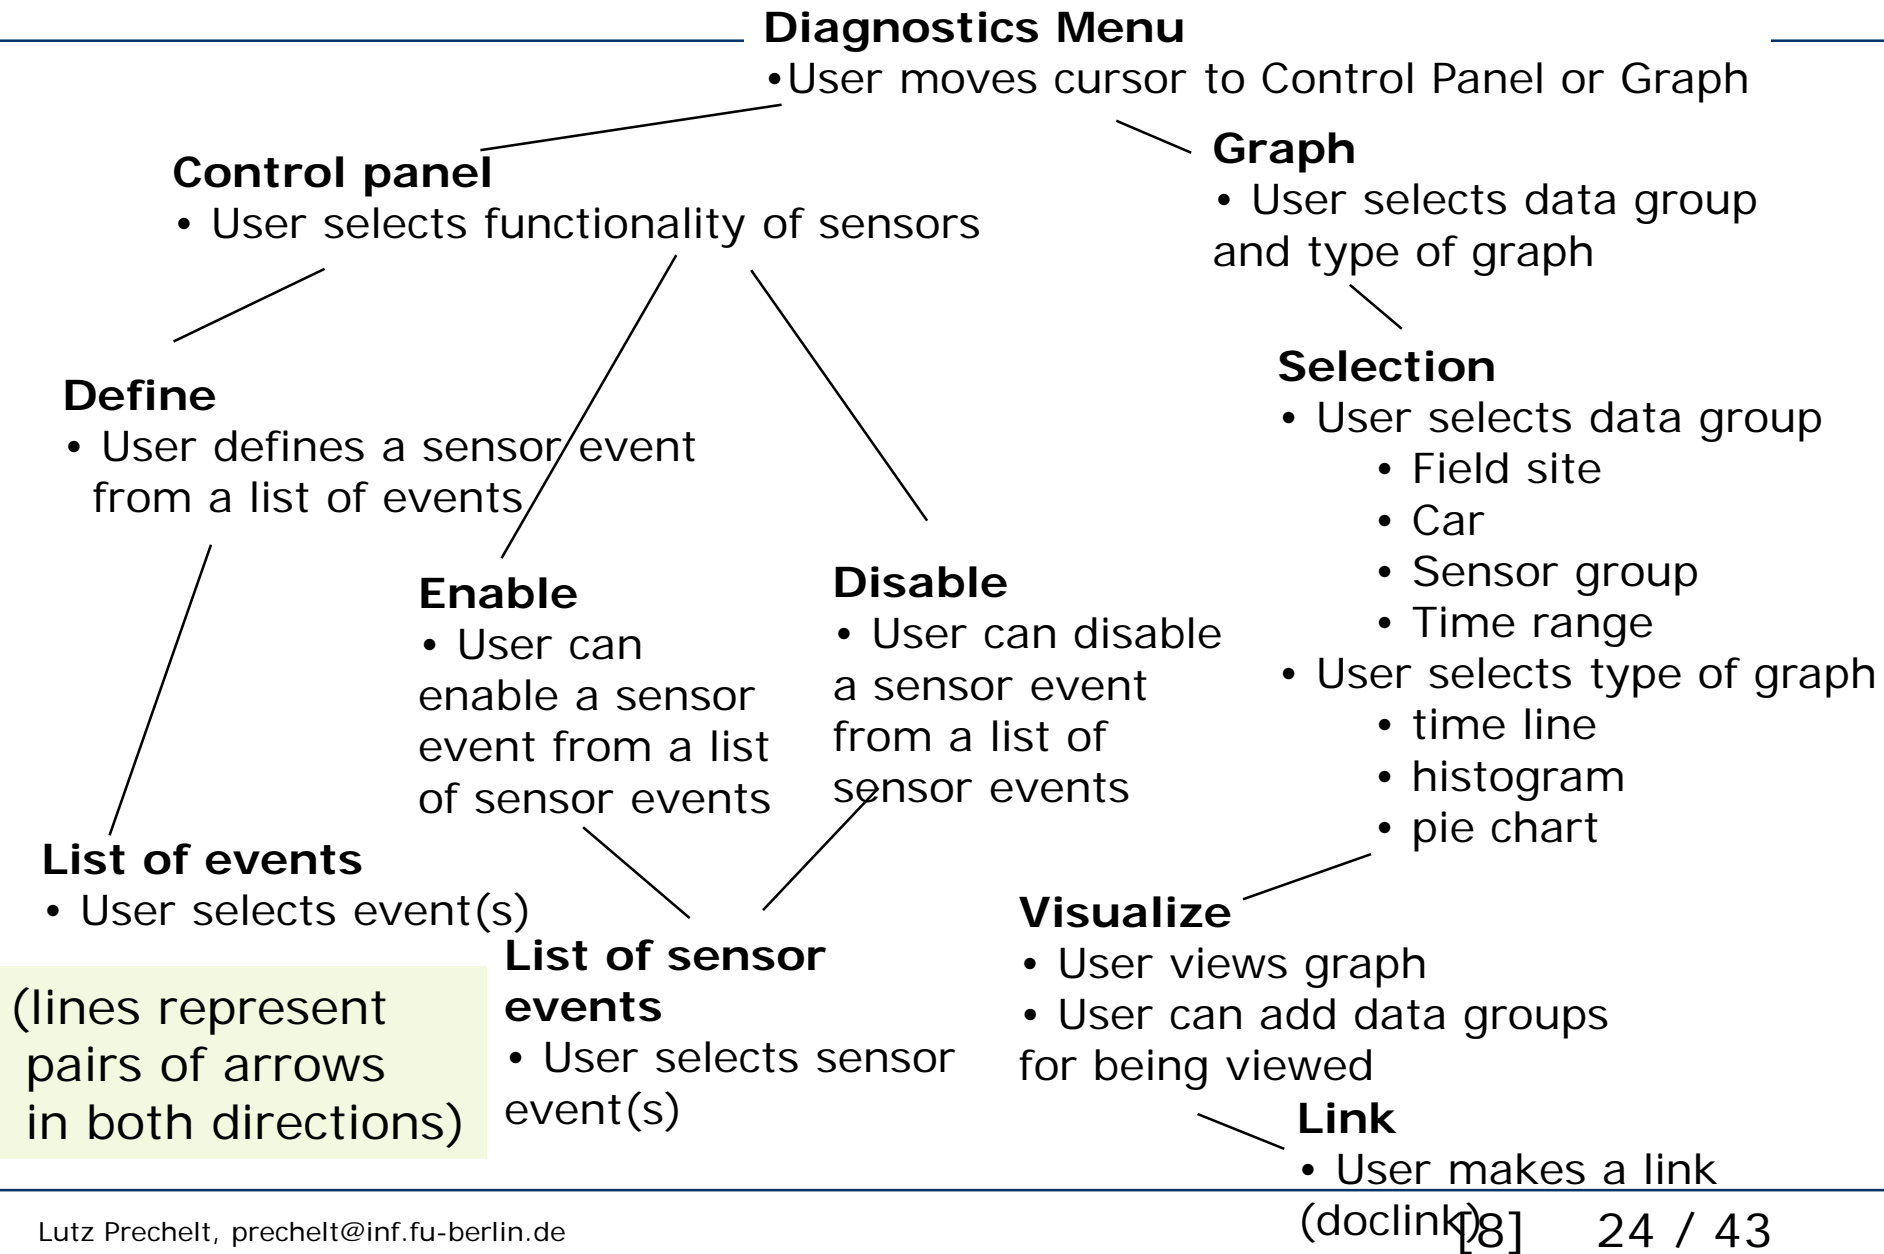 Diagnostics Menu
•User moves cursor to Control Panel or Graph
Control panel
• User selects functionality of sensors
Graph
• User selects data group
and type of graph
Define
• User defines a sensor event
from a list of events
Selection
• User selects data group
• Field site
• Car
• Sensor group
• Time range
• User selects type of graph
• time line
• histogram
• pie chart
Enable
• User can
enable a sensor
event from a list
of sensor events
Disable
• User can disable
a sensor event
from a list of
sensor events
List of events
• User selects event(s)
List of sensor
events
• User selects sensor
event(s)
Visualize
• User views graph
• User can add data groups
for being viewed
Link
• User makes a link
(doclink)
(lines represent
pairs of arrows
in both directions)
Lutz Prechelt, prechelt@inf.fu-berlin.de
[8] 24 / 43